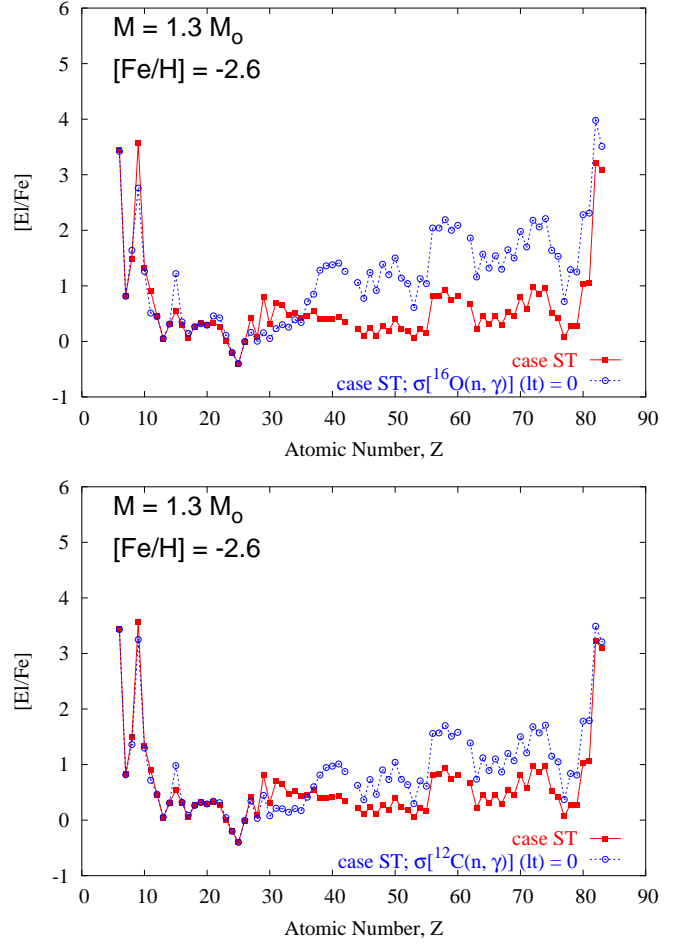 6
M = 1.3 Mₒ
5
[Fe/H] = -2.6
4
3
[El/Fe]
2
1
0
case ST
case ST; σ[¹⁶O(n, γ)] (lt) = 0
-1
0 10 20 30 40 50 60 70 80 90
Atomic Number, Z
6
M = 1.3 Mₒ
5
[Fe/H] = -2.6
4
3
[El/Fe]
2
1
0
case ST
case ST; σ[¹²C(n, γ)] (lt) = 0
-1
0 10 20 30 40 50 60 70 80 90
Atomic Number, Z